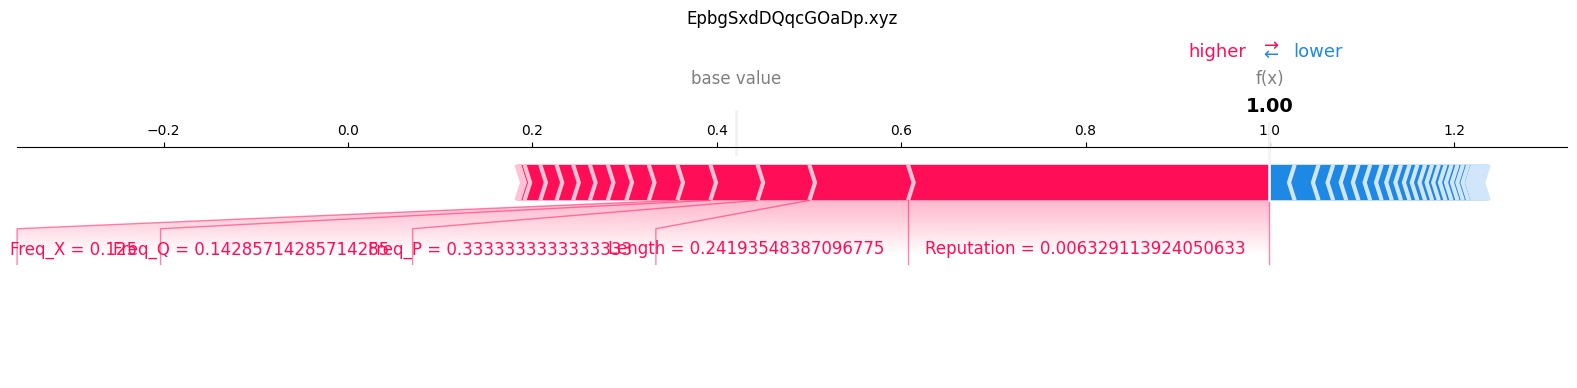 EpbgSxdDQqcGOaDp.xyz
higher ⇄ lower
base value f(x)
1.00
−0.2 0.0 0.2 0.4 0.6 0.8 1.0 1.2
Freq_X = 0.125 Freq_Q = 0.14285714285714285 Freq_P = 0.3333333333333333 Length = 0.24193548387096775 Reputation = 0.006329113924050633